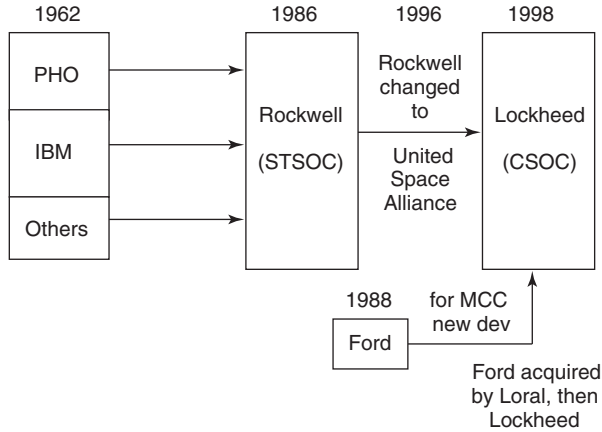 1962
1986
1996
1998
PHO
IBM
Others
Rockwell
(STSOC)
Rockwell
changed
to
United
Space
Alliance
Lockheed
(CSOC)
1988
Ford
for MCC
new dev
Ford acquired
by Loral, then
Lockheed